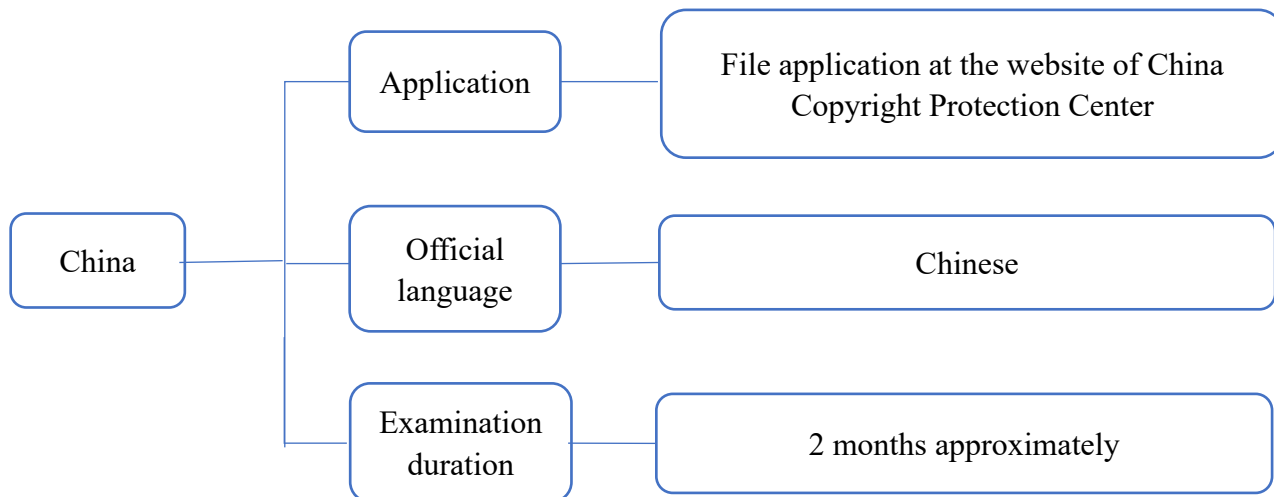 Application
File application at the website of China
Copyright Protection Center
China
Official
language
Chinese
Examination
duration
2 months approximately